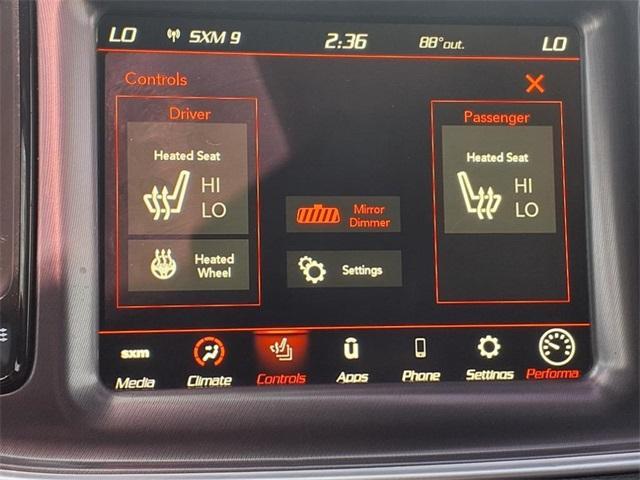 LO SXM 9 2:36 88°out. LO
Controls
Driver
Heated Seat
HI
LO
Heated
Wheel
Mirror
Dimmer
Settings
Passenger
Heated Seat
HI
LO
sxm
Media Climate Controls Apps Phone Settings Performa